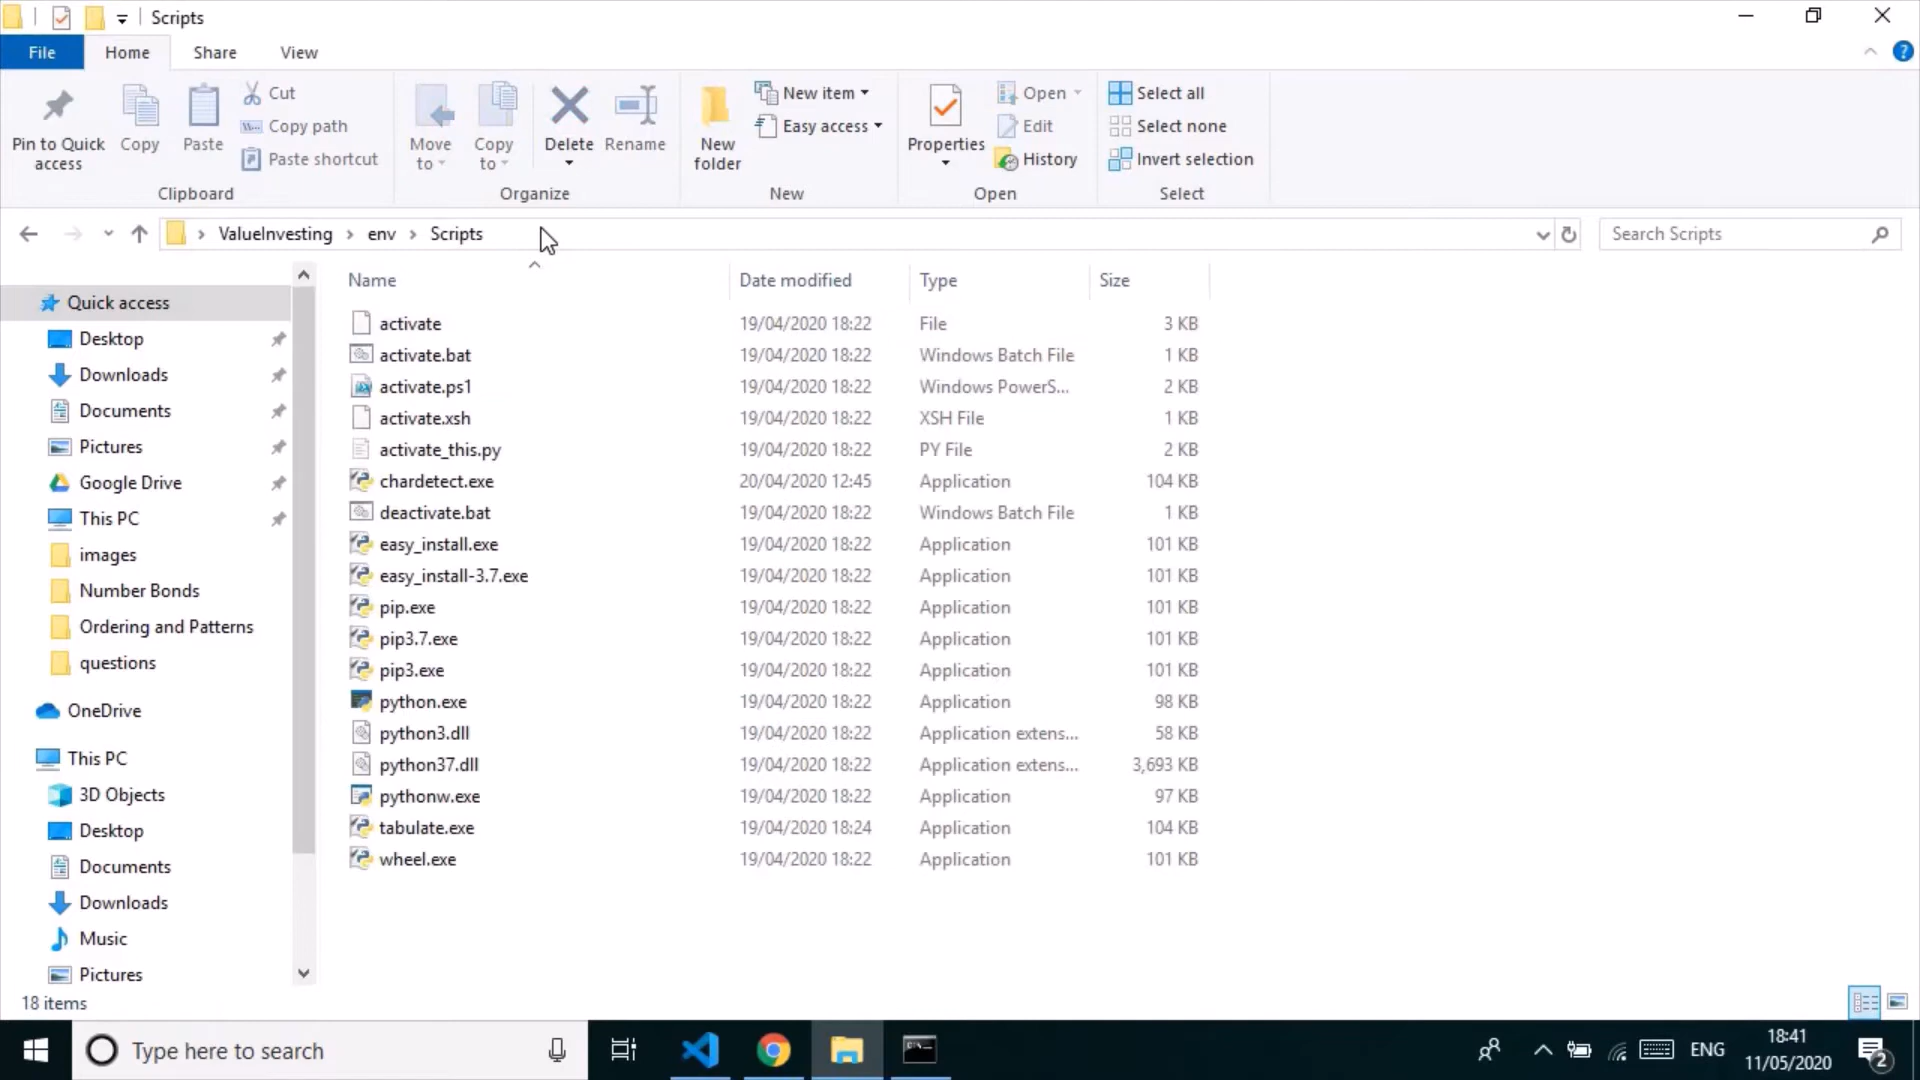 Scripts
File Home Share View
Pin to Quick access
Copy
Paste
Cut
Copy path
Paste shortcut
Clipboard
Move to
Copy to
Delete
Rename
Organize
New folder
New item
Easy access
New
Properties
Open
Edit
History
Open
Select all
Select none
Invert selection
Select
ValueInvesting > env > Scripts
Search Scripts
Quick access
Desktop
Downloads
Documents
Pictures
Google Drive
This PC
images
Number Bonds
Ordering and Patterns
questions
OneDrive
This PC
3D Objects
Desktop
Documents
Downloads
Music
Pictures
Name Date modified Type Size
activate 19/04/2020 18:22 File 3 KB
activate.bat 19/04/2020 18:22 Windows Batch File 1 KB
activate.ps1 19/04/2020 18:22 Windows PowerS... 2 KB
activate.xsh 19/04/2020 18:22 XSH File 1 KB
activate_this.py 19/04/2020 18:22 PY File 2 KB
chardetect.exe 20/04/2020 12:45 Application 104 KB
deactivate.bat 19/04/2020 18:22 Windows Batch File 1 KB
easy_install.exe 19/04/2020 18:22 Application 101 KB
easy_install-3.7.exe 19/04/2020 18:22 Application 101 KB
pip.exe 19/04/2020 18:22 Application 101 KB
pip3.7.exe 19/04/2020 18:22 Application 101 KB
pip3.exe 19/04/2020 18:22 Application 101 KB
python.exe 19/04/2020 18:22 Application 98 KB
python3.dll 19/04/2020 18:22 Application extens... 58 KB
python37.dll 19/04/2020 18:22 Application extens... 3,693 KB
pythonw.exe 19/04/2020 18:22 Application 97 KB
tabulate.exe 19/04/2020 18:24 Application 104 KB
wheel.exe 19/04/2020 18:22 Application 101 KB
18 items
Type here to search
ENG
18:41
11/05/2020
2